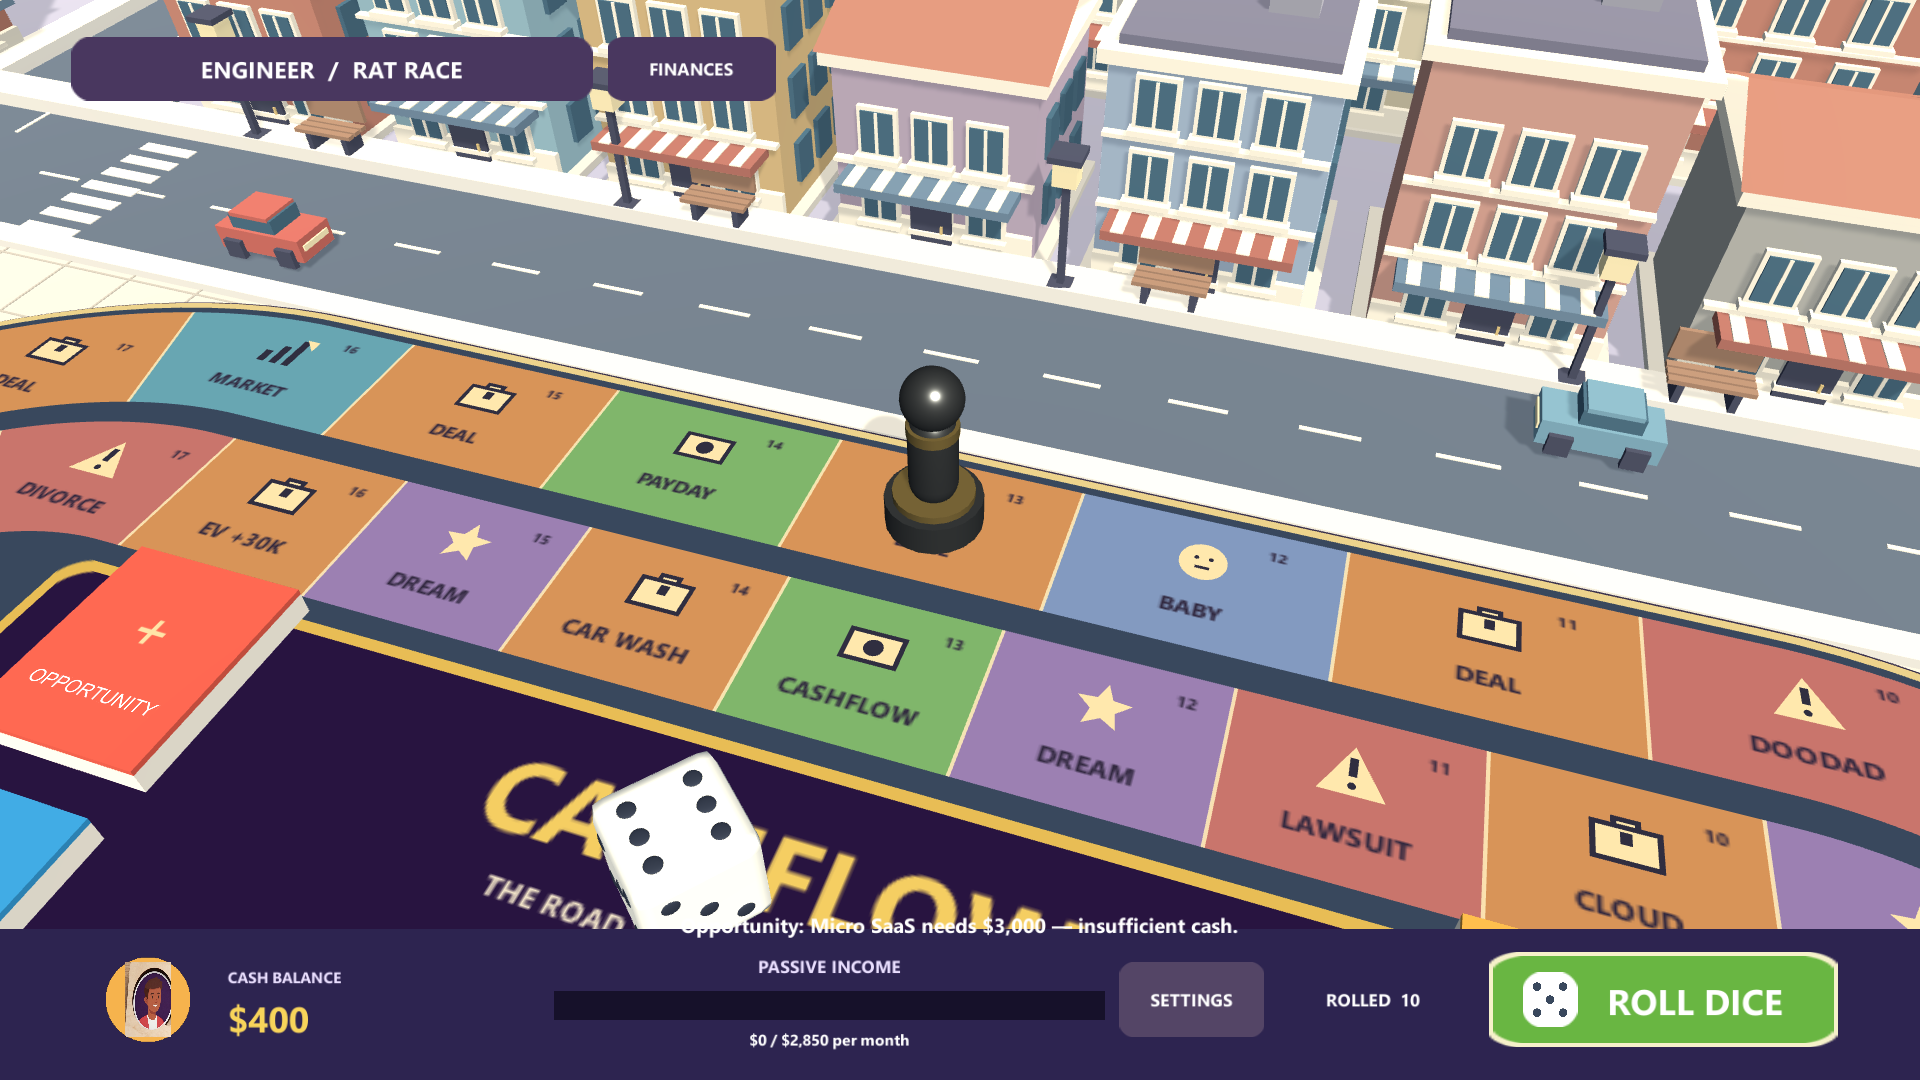 ENGINEER / RAT RACE
FINANCES
17
DEAL
16
MARKET
15
DEAL
14
PAYDAY
13
12
BABY
11
DEAL
10
DOODAD
17
DIVORCE
16
EV +30K
15
DREAM
14
CAR WASH
13
CASHFLOW
12
DREAM
11
LAWSUIT
10
CLOUD
+
OPPORTUNITY
THE ROAD
Opportunity: Micro SaaS needs $3,000 — insufficient cash.
CASH BALANCE
$400
PASSIVE INCOME
$0 / $2,850 per month
SETTINGS
ROLLED 10
ROLL DICE